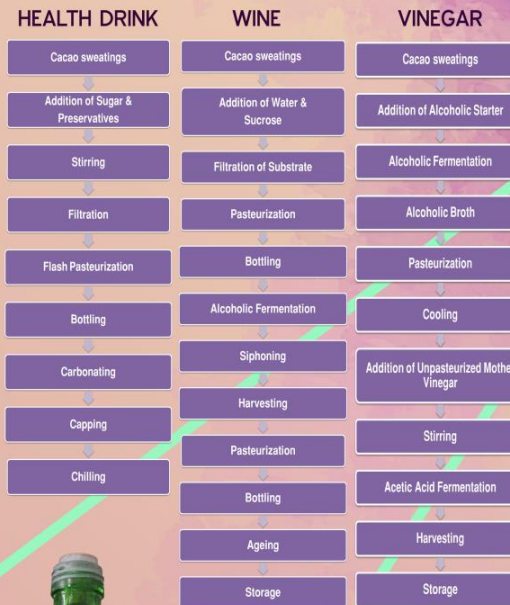 HEALTH DRINK
Cacao sweatings
Addition of Sugar &
Preservatives
Stirring
Filtration
Flash Pasteurization
Bottling
Carbonating
Capping
Chilling
WINE
Cacao sweatings
Addition of Water &
Sucrose
Filtration of Substrate
Pasteurization
Bottling
Alcoholic Fermentation
Siphoning
Harvesting
Pasteurization
Bottling
Ageing
Storage
VINEGAR
Cacao sweatings
Addition of Alcoholic Starter
Alcoholic Fermentation
Alcoholic Broth
Pasteurization
Cooling
Addition of Unpasteurized Mothe
Vinegar
Stirring
Acetic Acid Fermentation
Harvesting
Storage